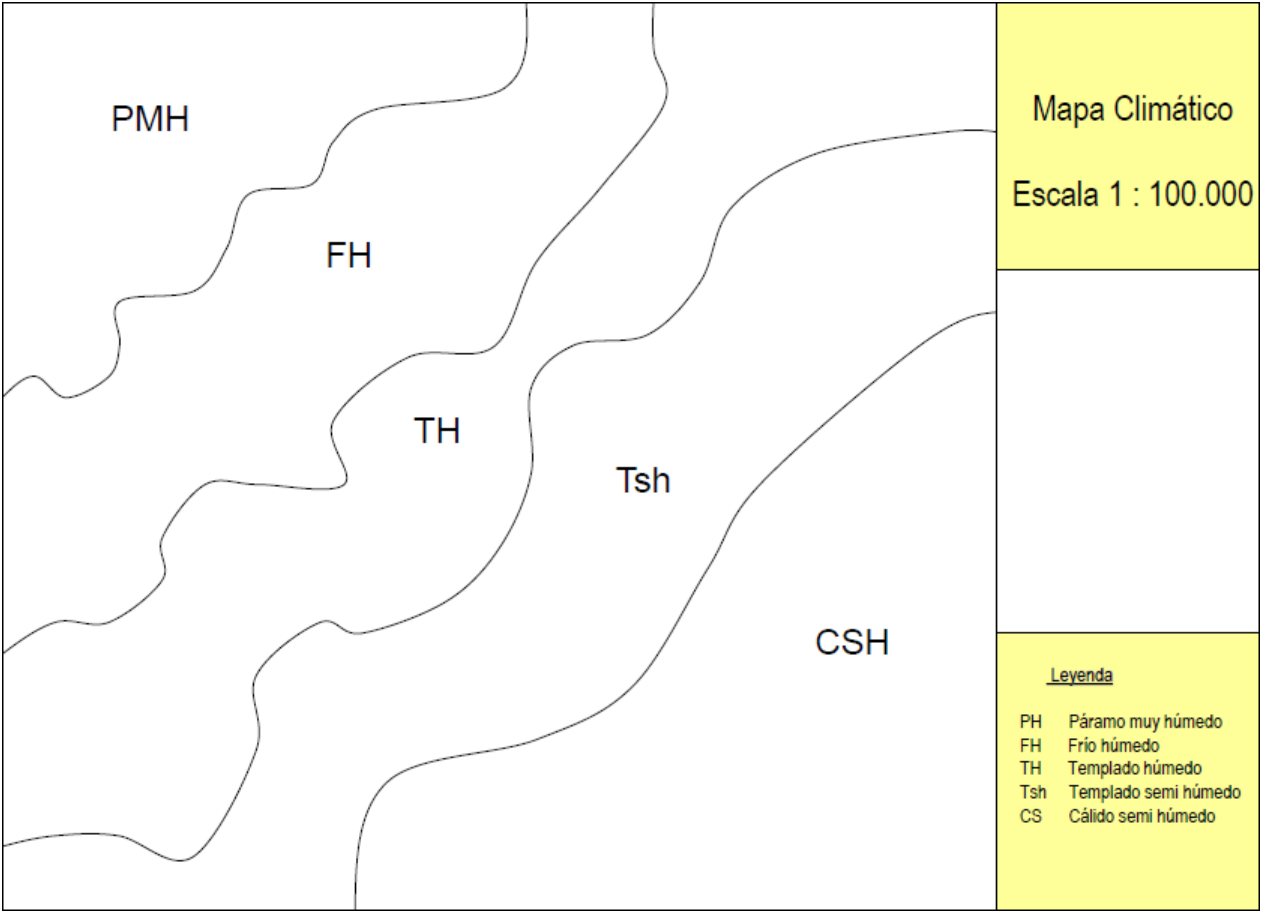 PMH
FH
TH
Tsh
CSH
Mapa Climático
Escala 1 : 100.000
Leyenda
PH Páramo muy húmedo
FH Frío húmedo
TH Templado húmedo
Tsh Templado semi húmedo
CS Cálido semi húmedo